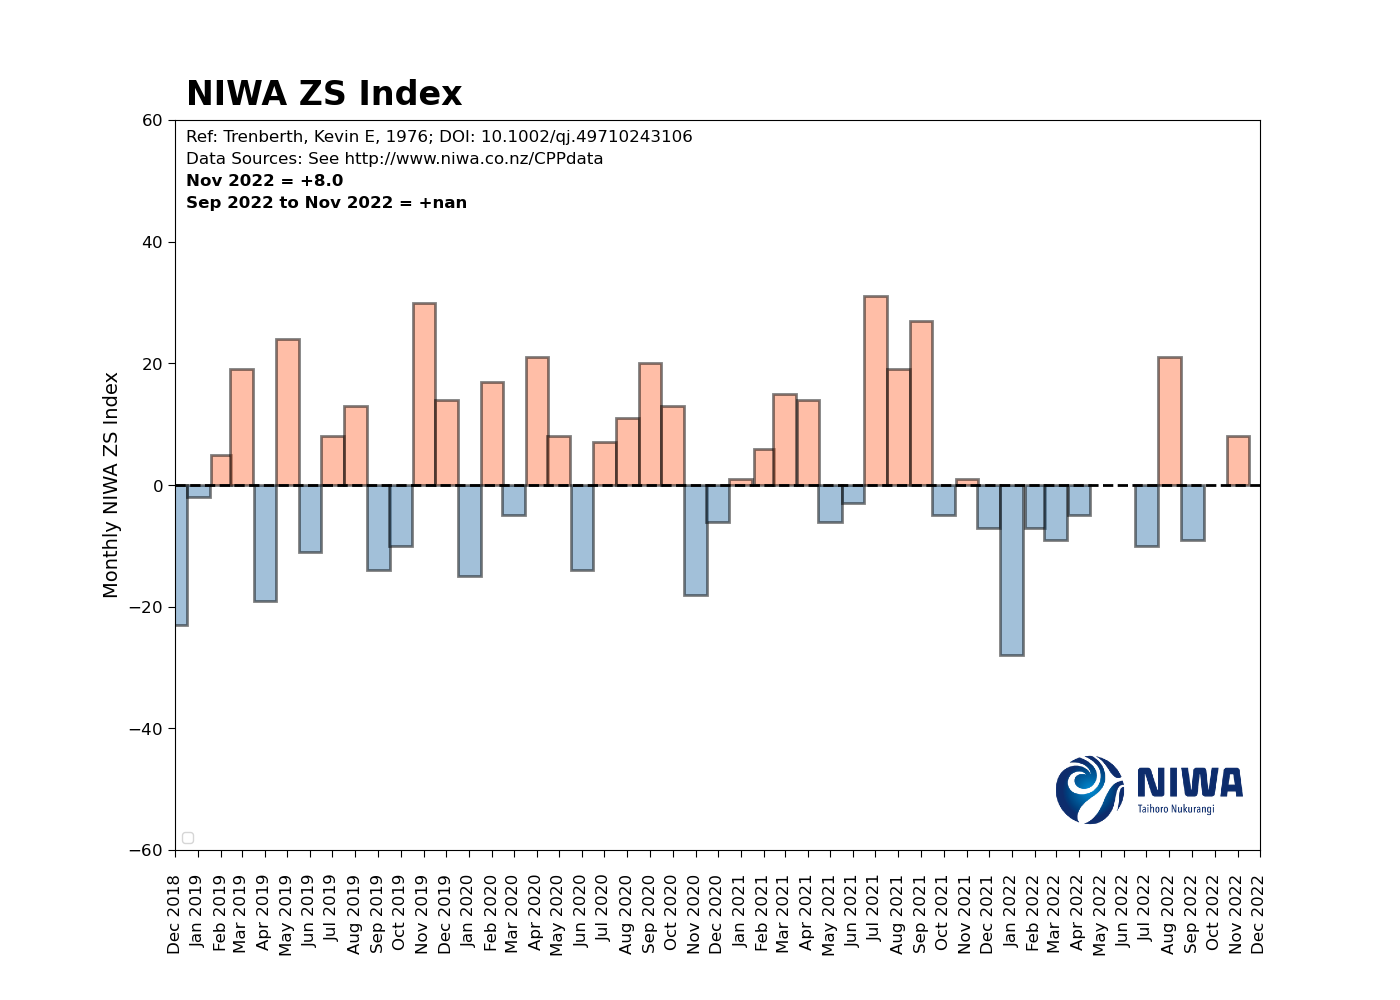 NIWA ZS Index
Ref: Trenberth, Kevin E, 1976; DOI: 10.1002/qj.49710243106
Data Sources: See http://www.niwa.co.nz/CPPdata
Nov 2022 = +8.0
Sep 2022 to Nov 2022 = +nan
Monthly NIWA ZS Index
60
40
20
0
−20
−40
−60
NIWA
Taihoro Nukurangi
Dec 2018
Jan 2019
Feb 2019
Mar 2019
Apr 2019
May 2019
Jun 2019
Jul 2019
Aug 2019
Sep 2019
Oct 2019
Nov 2019
Dec 2019
Jan 2020
Feb 2020
Mar 2020
Apr 2020
May 2020
Jun 2020
Jul 2020
Aug 2020
Sep 2020
Oct 2020
Nov 2020
Dec 2020
Jan 2021
Feb 2021
Mar 2021
Apr 2021
May 2021
Jun 2021
Jul 2021
Aug 2021
Sep 2021
Oct 2021
Nov 2021
Dec 2021
Jan 2022
Feb 2022
Mar 2022
Apr 2022
May 2022
Jun 2022
Jul 2022
Aug 2022
Sep 2022
Oct 2022
Nov 2022
Dec 2022